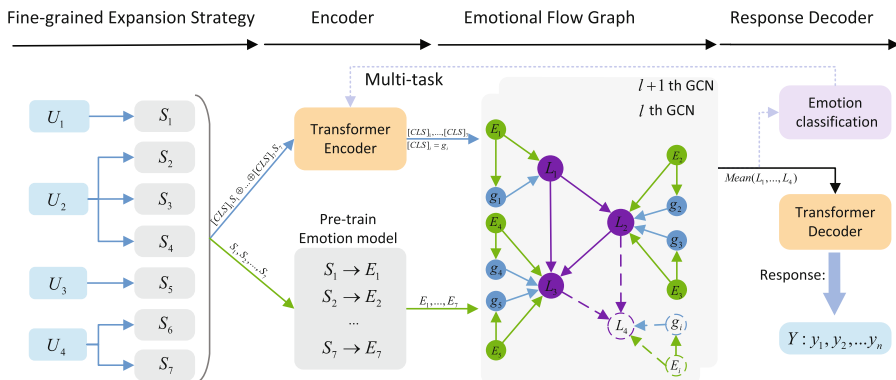 Fine-grained Expansion Strategy
Encoder
Emotional Flow Graph
Response Decoder
Multi-task
l+1 th GCN
l th GCN
Emotion
classification
U₁
U₂
U₃
U₄
S₁
S₂
S₃
S₄
S₅
S₆
S₇
[CLS]₁S₁⊕...⊕[CLS]₇S₇
S₁,S₂,...,S₇
Transformer
Encoder
[CLS]ᵢ = gᵢ
Pre-train
Emotion model
S₁ → E₁
S₂ → E₂
...
S₇ → E₇
E₁,...,E₇
E₁
g₁
L₁
E₄
g₄
g₅
E₅
L₃
E₂
g₂
L₂
g₃
E₃
L₄
gᵢ
Eᵢ
Mean(L₁,...,L₄)
Transformer
Decoder
Response:
Y : y₁, y₂,...yₙ